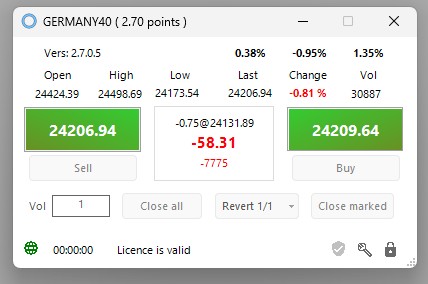 GERMANY40 ( 2.70 points )
Vers: 2.7.0.5 0.38% -0.95% 1.35%
Open High Low Last Change Vol
24424.39 24498.69 24173.54 24206.94 -0.81 % 30887
24206.94 -0.75@24131.89 24209.64
-58.31
-7775
Sell Buy
Vol 1 Close all Revert 1/1 Close marked
00:00:00 Licence is valid